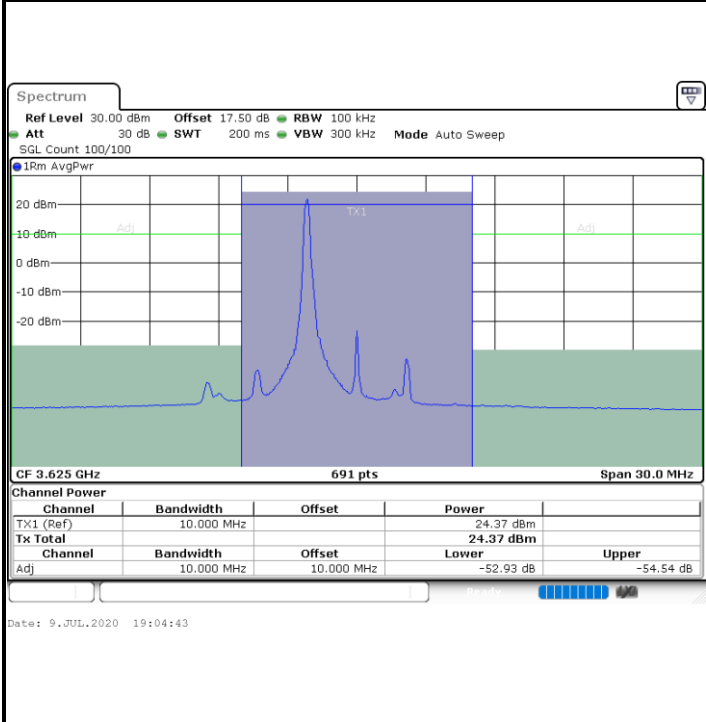 Spectrum
Ref Level 30.00 dBm Offset 17.50 dB RBW 100 kHz
Att 30 dB SWT 200 ms VBW 300 kHz Mode Auto Sweep
SGL Count 100/100
1Rm AvgPwr
20 dBm
TX1
10 dBm Adj Adj
0 dBm
-10 dBm
-20 dBm
CF 3.625 GHz 691 pts Span 30.0 MHz
Channel Power
Channel Bandwidth Offset Power
TX1 (Ref) 10.000 MHz 24.37 dBm
Tx Total 24.37 dBm
Channel Bandwidth Offset Lower Upper
Adj 10.000 MHz 10.000 MHz -52.93 dB -54.54 dB
Ready
Date: 9.JUL.2020 19:04:43